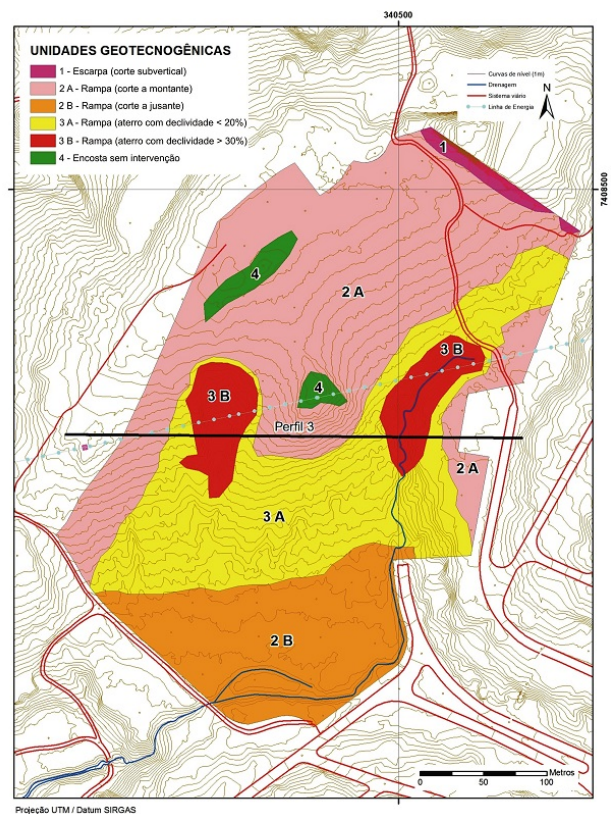 340500
UNIDADES GEOTECNOGÊNICAS
1 - Escarpa (corte subvertical)
2 A - Rampa (corte a montante)
2 B - Rampa (corte a jusante)
3 A - Rampa (aterro com declividade < 20%)
3 B - Rampa (aterro com declividade > 30%)
4 - Encosta sem intervenção
Curvas de nível (1m)
Drenagem
Sistema viário
Linha de Energia
N
7408500
1
4
2 A
3 B
3 B
4
Perfil 3
2 A
3 A
2 B
Metros
0 50 100
Projeção UTM / Datum SIRGAS